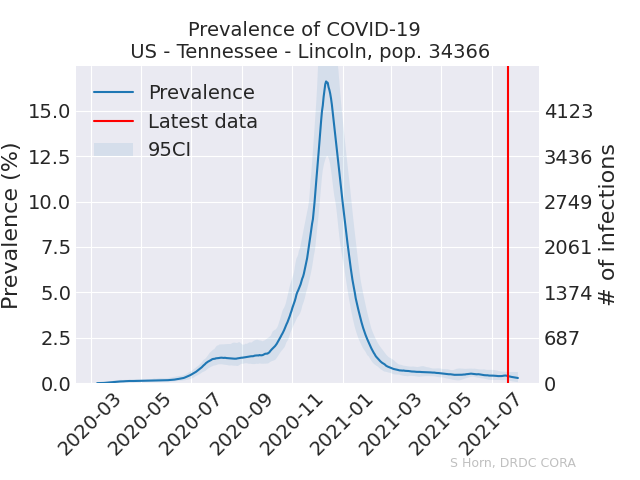 Prevalence of COVID-19
US - Tennessee - Lincoln, pop. 34366
Prevalence
Latest data
95CI
Prevalence (%)
15.0
12.5
10.0
7.5
5.0
2.5
0.0
4123
3436
2749
2061
1374
687
0
# of infections
2020-03
2020-05
2020-07
2020-09
2020-11
2021-01
2021-03
2021-05
2021-07
S Horn, DRDC CORA